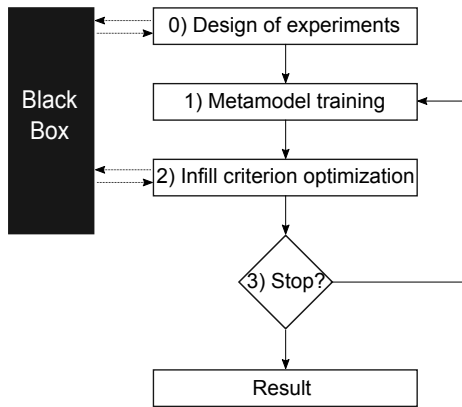 Black
Box
0) Design of experiments
1) Metamodel training
2) Infill criterion optimization
3) Stop?
Result